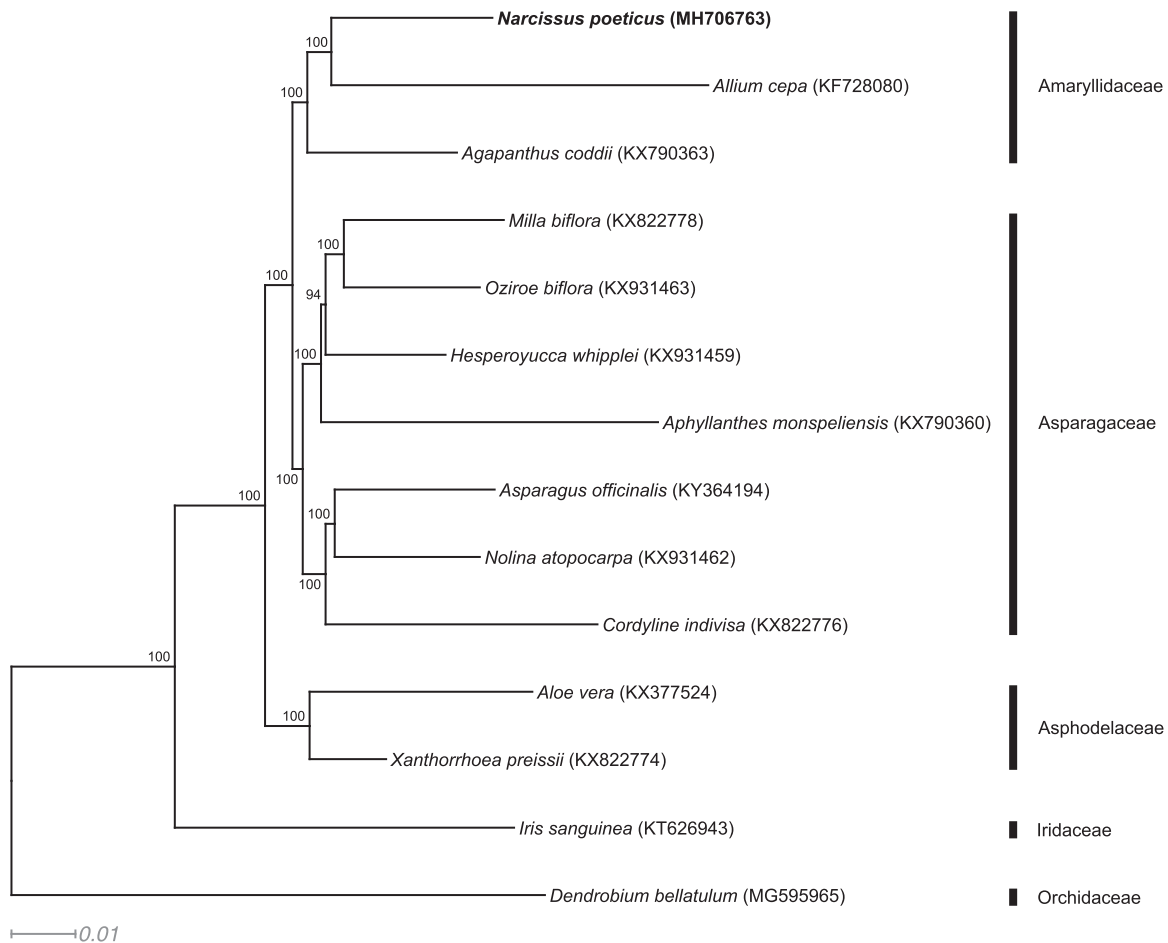 Narcissus poeticus (MH706763)
100
Allium cepa (KF728080)
Amaryllidaceae
100
Agapanthus coddii (KX790363)
Milla biflora (KX822778)
100
100
Oziroe biflora (KX931463)
94
100
Hesperoyucca whipplei (KX931459)
Aphyllanthes monspeliensis (KX790360)
Asparagaceae
100
Asparagus officinalis (KY364194)
100
100
Nolina atopocarpa (KX931462)
100
Cordyline indivisa (KX822776)
100
Aloe vera (KX377524)
100
Asphodelaceae
Xanthorrhoea preissii (KX822774)
Iris sanguinea (KT626943)
Iridaceae
Dendrobium bellatulum (MG595965)
Orchidaceae
0.01